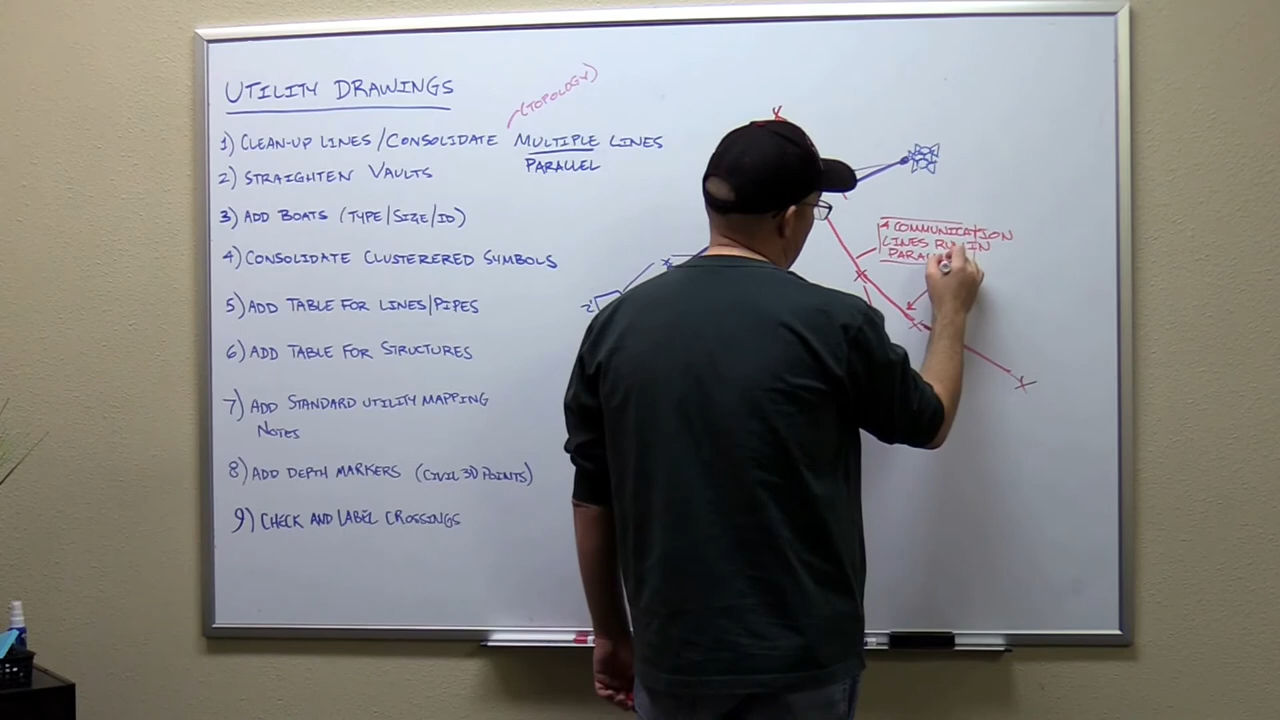 UTILITY DRAWINGS
(TOPOLOGY)
1) CLEAN-UP LINES/CONSOLIDATE MULTIPLE LINES
PARALLEL
2) STRAIGHTEN VAULTS
3) ADD BOATS (TYPE/SIZE/ID)
4) CONSOLIDATE CLUSTERERED SYMBOLS
5) ADD TABLE FOR LINES/PIPES
6) ADD TABLE FOR STRUCTURES
7) ADD STANDARD UTILITY MAPPING
NOTES
8) ADD DEPTH MARKERS (CIVIL 3D POINTS)
9) CHECK AND LABEL CROSSINGS
4 COMMUNICATION
LINES RUN IN